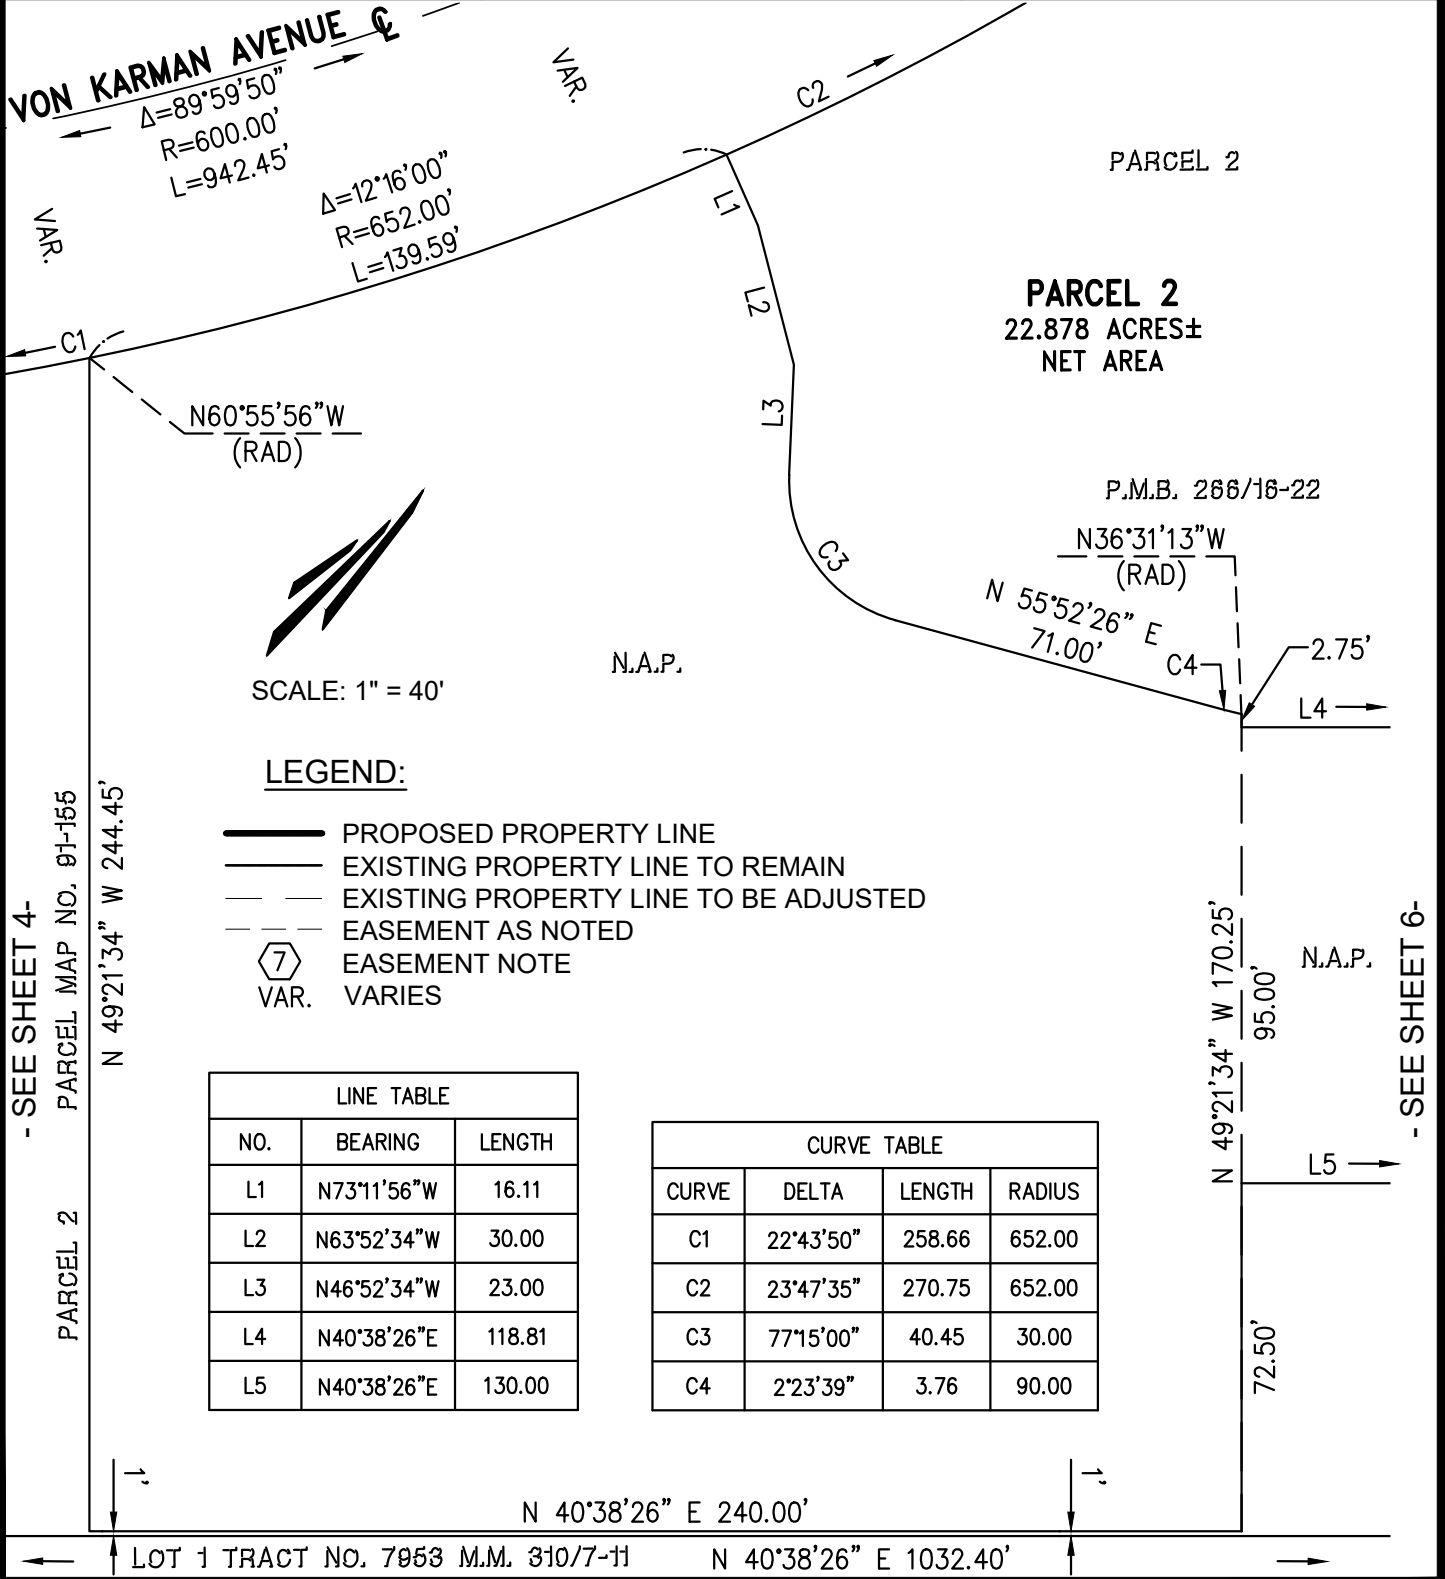 VON KARMAN AVENUE ℄
Δ=89°59'50"
R=600.00'
L=942.45'
VAR.
VAR.
Δ=12°16'00"
R=652.00'
L=139.59'
C2
C1
L1
L2
L3
C3
PARCEL 2
PARCEL 2
22.878 ACRES±
NET AREA
N60°55'56"W
(RAD)
P.M.B. 266/16-22
N36°31'13"W
(RAD)
N 55°52'26" E
71.00'
C4
2.75'
L4
N.A.P.
SCALE: 1" = 40'
LEGEND:
PROPOSED PROPERTY LINE
EXISTING PROPERTY LINE TO REMAIN
EXISTING PROPERTY LINE TO BE ADJUSTED
EASEMENT AS NOTED
7 EASEMENT NOTE
VAR. VARIES
- SEE SHEET 4-
PARCEL 2 PARCEL MAP NO. 91-155
N 49°21'34" W 244.45'
N 49°21'34" W 170.25'
95.00'
N.A.P.
- SEE SHEET 6-
L5
72.50'
LINE TABLE
NO. BEARING LENGTH
L1 N73°11'56"W 16.11
L2 N63°52'34"W 30.00
L3 N46°52'34"W 23.00
L4 N40°38'26"E 118.81
L5 N40°38'26"E 130.00
CURVE TABLE
CURVE DELTA LENGTH RADIUS
C1 22°43'50" 258.66 652.00
C2 23°47'35" 270.75 652.00
C3 77°15'00" 40.45 30.00
C4 2°23'39" 3.76 90.00
1'
1'
N 40°38'26" E 240.00'
LOT 1 TRACT NO. 7953 M.M. 310/7-11
N 40°38'26" E 1032.40'